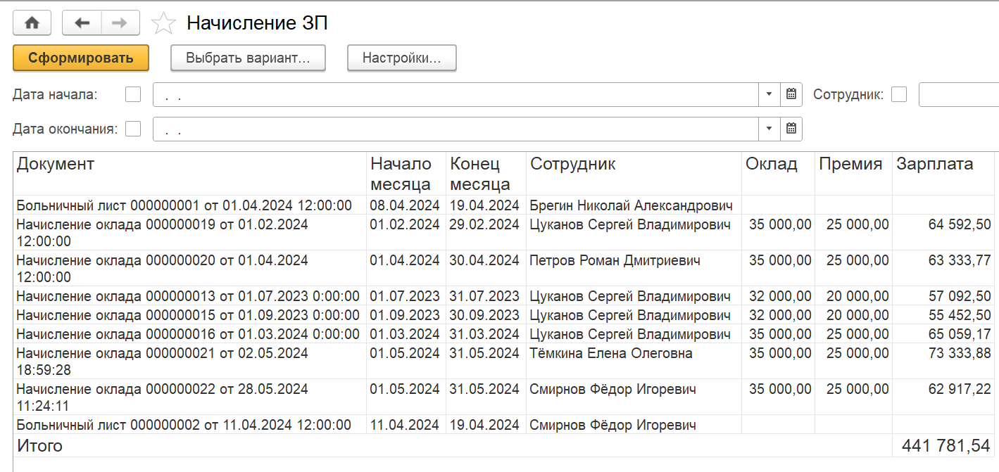 Начисление ЗП
Сформировать Выбрать вариант... Настройки...
Дата начала: . . Сотрудник:
Дата окончания: . .
Документ Начало месяца Конец месяца Сотрудник Оклад Премия Зарплата
Больничный лист 000000001 от 01.04.2024 12:00:00 08.04.2024 19.04.2024 Брегин Николай Александрович
Начисление оклада 000000019 от 01.02.2024 12:00:00 01.02.2024 29.02.2024 Цуканов Сергей Владимирович 35 000,00 25 000,00 64 592,50
Начисление оклада 000000020 от 01.04.2024 12:00:00 01.04.2024 30.04.2024 Петров Роман Дмитриевич 35 000,00 25 000,00 63 333,77
Начисление оклада 000000013 от 01.07.2023 0:00:00 01.07.2023 31.07.2023 Цуканов Сергей Владимирович 32 000,00 20 000,00 57 092,50
Начисление оклада 000000015 от 01.09.2023 0:00:00 01.09.2023 30.09.2023 Цуканов Сергей Владимирович 32 000,00 20 000,00 55 452,50
Начисление оклада 000000016 от 01.03.2024 0:00:00 01.03.2024 31.03.2024 Цуканов Сергей Владимирович 35 000,00 25 000,00 65 059,17
Начисление оклада 000000021 от 02.05.2024 18:59:28 01.05.2024 31.05.2024 Тёмкина Елена Олеговна 35 000,00 25 000,00 73 333,88
Начисление оклада 000000022 от 28.05.2024 11:24:11 01.05.2024 31.05.2024 Смирнов Фёдор Игоревич 35 000,00 25 000,00 62 917,22
Больничный лист 000000002 от 11.04.2024 12:00:00 11.04.2024 19.04.2024 Смирнов Фёдор Игоревич
Итого 441 781,54